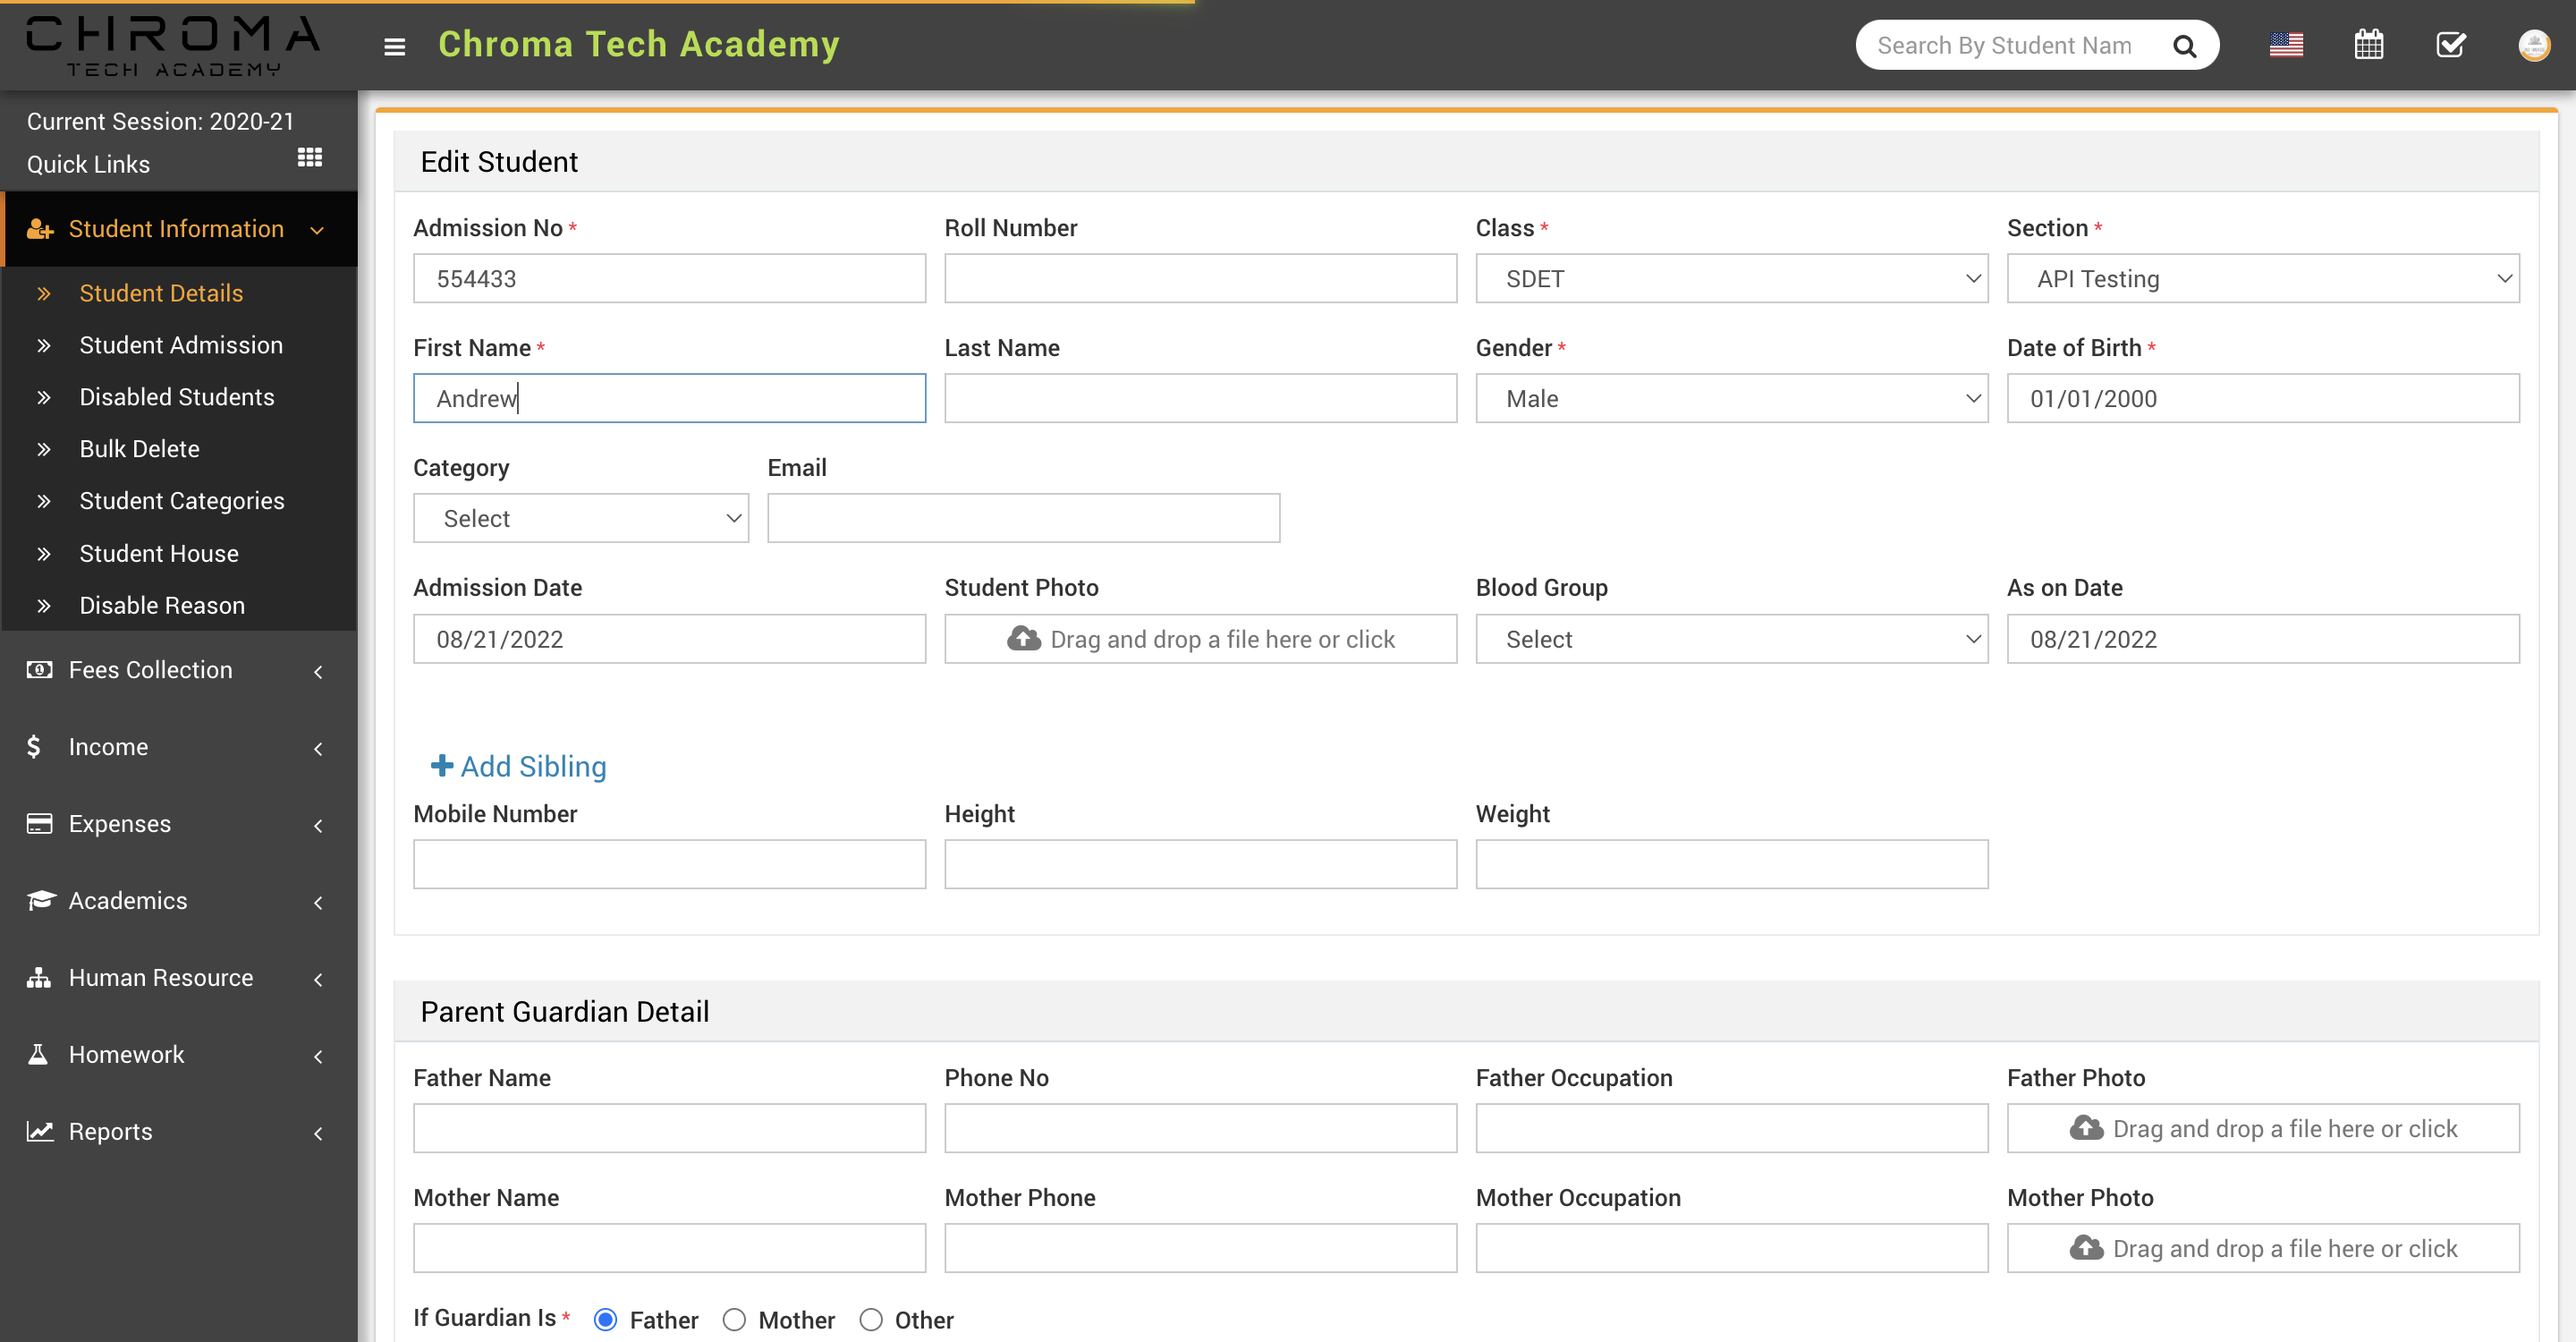 CHROMA
TECH ACADEMY
Chroma Tech Academy
Search By Student Nam
Current Session: 2020-21
Quick Links
Student Information
Student Details
Student Admission
Disabled Students
Bulk Delete
Student Categories
Student House
Disable Reason
Fees Collection
Income
Expenses
Academics
Human Resource
Homework
Reports
Edit Student
Admission No * Roll Number Class * Section *
554433 SDET API Testing
First Name * Last Name Gender * Date of Birth *
Andrew Male 01/01/2000
Category Email
Select
Admission Date Student Photo Blood Group As on Date
08/21/2022 Drag and drop a file here or click Select 08/21/2022
Add Sibling
Mobile Number Height Weight
Parent Guardian Detail
Father Name Phone No Father Occupation Father Photo
Drag and drop a file here or click
Mother Name Mother Phone Mother Occupation Mother Photo
Drag and drop a file here or click
If Guardian Is * Father Mother Other